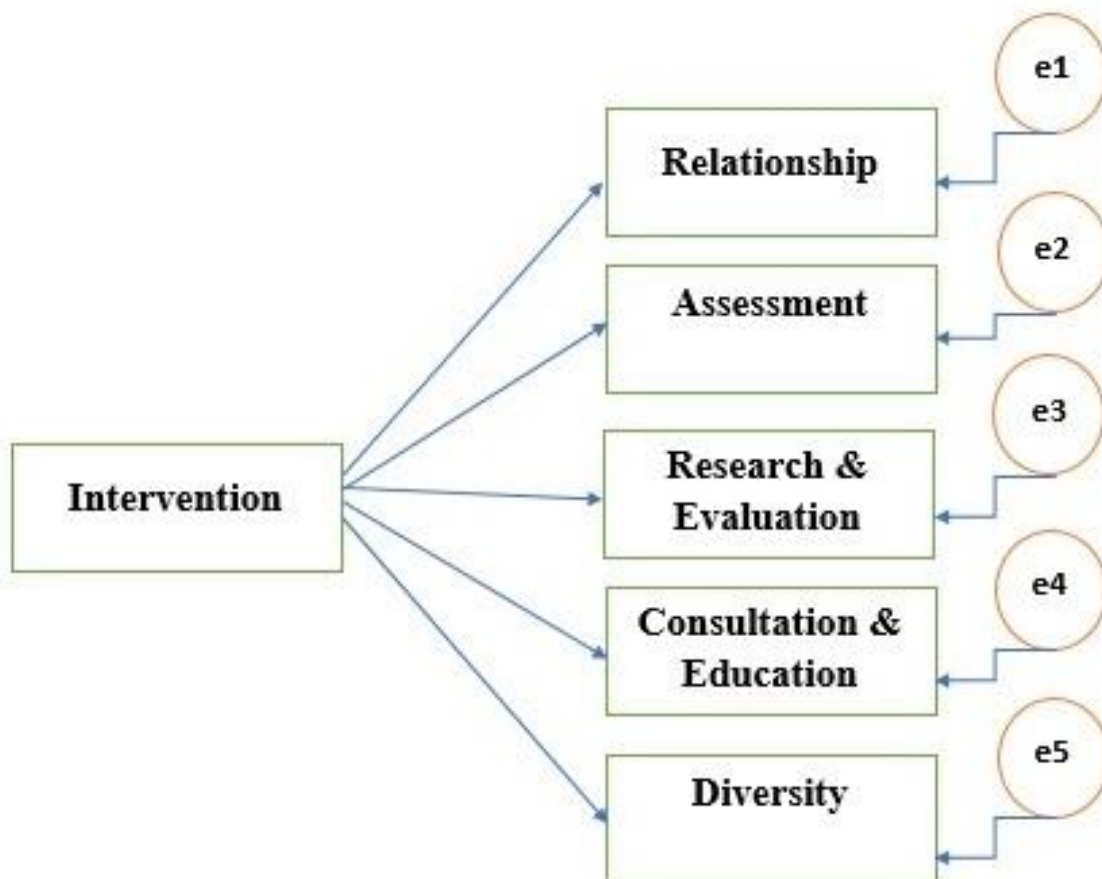 e1
Relationship
e2
Assessment
e3
Research &
Evaluation
Intervention
e4
Consultation &
Education
e5
Diversity